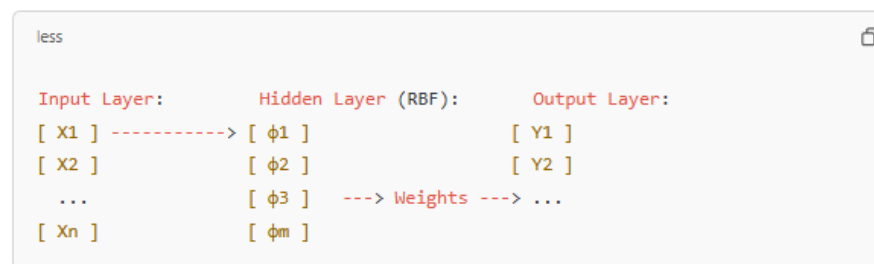 less
Input Layer:          Hidden Layer (RBF):       Output Layer:
[ X1 ] -----------> [ ϕ1 ]                   [ Y1 ]
[ X2 ]              [ ϕ2 ]                   [ Y2 ]
  ...               [ ϕ3 ]   ---> Weights ---> ...
[ Xn ]              [ ϕm ]